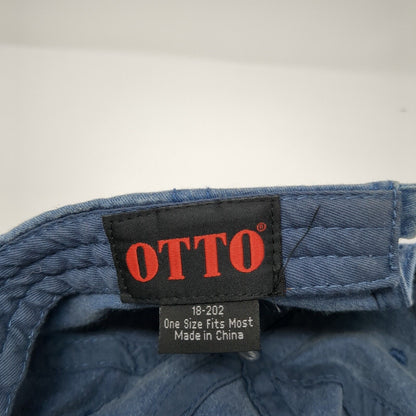 OTTO®
18-202
One Size Fits Most
Made in China